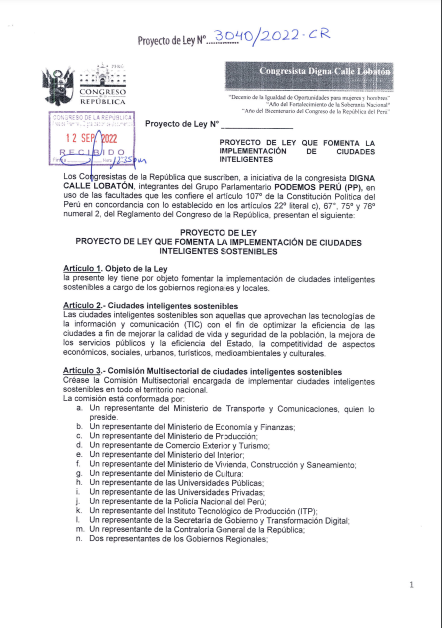 Proyecto de Ley N°. 3040/2022-CR
CONGRESO
REPÚBLICA
Congresista Digna Calle Lobatón
"Decenio de la Igualdad de Oportunidades para mujeres y hombres"
"Año del Fortalecimiento de la Soberanía Nacional"
"Año del Bicentenario del Congreso de la República del Perú"
CONGRESO DE LA REPÚBLICA
12 SEP 2022
RECIBIDO
Proyecto de Ley N°
PROYECTO DE LEY QUE FOMENTA LA
IMPLEMENTACIÓN DE CIUDADES
INTELIGENTES
Los Congresistas de la República que suscriben, a iniciativa de la congresista DIGNA
CALLE LOBATÓN, integrantes del Grupo Parlamentario PODEMOS PERÚ (PP), en
uso de las facultades que les confiere el artículo 107º de la Constitución Política del
Perú en concordancia con lo establecido en los artículos 22º literal c), 67°, 75º y 76º
numeral 2, del Reglamento del Congreso de la República, presentan el siguiente:
PROYECTO DE LEY
PROYECTO DE LEY QUE FOMENTA LA IMPLEMENTACIÓN DE CIUDADES
INTELIGENTES SOSTENIBLES
Artículo 1. Objeto de la Ley
la presente ley tiene por objeto fomentar la implementación de ciudades inteligentes
sostenibles a cargo de los gobiernos regionales y locales.
Artículo 2.- Ciudades inteligentes sostenibles
Las ciudades inteligentes sostenibles son aquellas que aprovechan las tecnologías de
la información y comunicación (TIC) con el fin de optimizar la eficiencia de las
ciudades a fin de mejorar la calidad de vida y seguridad de la población, la mejora de
los servicios públicos y la eficiencia del Estado, la competitividad de aspectos
económicos, sociales, urbanos, turísticos, medioambientales y culturales.
Artículo 3.- Comisión Multisectorial de ciudades inteligentes sostenibles
Créase la Comisión Multisectorial encargada de implementar ciudades inteligentes
sostenibles en todo el territorio nacional.
La comisión está conformada por:
a. Un representante del Ministerio de Transporte y Comunicaciones, quien lo
preside.
b. Un representante del Ministerio de Economía y Finanzas;
c. Un representante del Ministerio de Producción;
d. Un representante de Comercio Exterior y Turismo;
e. Un representante del Ministerio del Interior;
f. Un representante del Ministerio de Vivienda, Construcción y Saneamiento;
g. Un representante del Ministerio de Cultura;
h. Un representante de las Universidades Públicas;
i. Un representante de las Universidades Privadas;
j. Un representante de la Policía Nacional del Perú;
k. Un representante del Instituto Tecnológico de Producción (ITP);
l. Un representante de la Secretaría de Gobierno y Transformación Digital;
m. Un representante de la Contraloría General de la República;
n. Dos representantes de los Gobiernos Regionales;
1